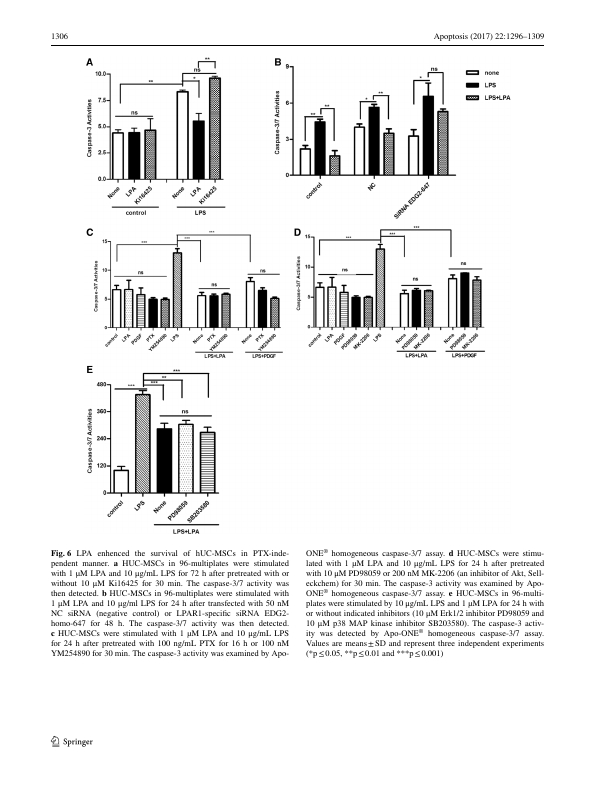 1306
Apoptosis (2017) 22:1296–1309
A
Caspase-3 Activities
10.0
7.5
5.0
2.5
0.0
ns
**
*
ns
**
None
LPA
Ki16425
None
LPA
Ki16425
control
LPS
B
Caspase-3/7 Activities
9
6
3
0
**
**
*
**
*
ns
control
NC
SiRNA EDG2-647
none
LPS
LPS+LPA
C
Caspase-3/7 Activities
15
10
5
0
***
***
***
ns
ns
ns
control
LPA
PDGF
PTX
YM254890
LPS
None
PTX
YM254890
None
PTX
YM254890
LPS+LPA
LPS+PDGF
D
Caspase-3/7 Activities
15
10
5
0
***
***
***
ns
ns
ns
control
LPA
PDGF
PD98059
MK-2206
LPS
None
PD98059
MK-2206
None
PD98059
MK-2206
LPS+LPA
LPS+PDGF
E
Caspase-3/7 Activities
480
360
240
120
0
***
***
**
***
ns
control
LPS
None
PD98059
SB203580
LPS+LPA
Fig. 6 LPA enhenced the survival of hUC-MSCs in PTX-inde-
pendent manner. a HUC-MSCs in 96-multiplates were stimulated
with 1 μM LPA and 10 μg/mL LPS for 72 h after pretreated with or
without 10 μM Ki16425 for 30 min. The caspase-3/7 activity was
then detected. b HUC-MSCs in 96-multiplates were stimulated with
1 μM LPA and 10 μg/ml LPS for 24 h after transfected with 50 nM
NC siRNA (negative control) or LPAR1-specific siRNA EDG2-
homo-647 for 48 h. The caspase-3/7 activity was then detected.
c HUC-MSCs were stimulated with 1 μM LPA and 10 μg/mL LPS
for 24 h after pretreated with 100 ng/mL PTX for 16 h or 100 nM
YM254890 for 30 min. The caspase-3 activity was examined by Apo-
ONE® homogeneous caspase-3/7 assay. d HUC-MSCs were stimu-
lated with 1 μM LPA and 10 μg/mL LPS for 24 h after pretreated
with 10 μM PD98059 or 200 nM MK-2206 (an inhibitor of Akt, Sell-
eckchem) for 30 min. The caspase-3 activity was examined by Apo-
ONE® homogeneous caspase-3/7 assay. e HUC-MSCs in 96-multi-
plates were stimulated by 10 μg/mL LPS and 1 μM LPA for 24 h with
or without indicated inhibitors (10 μM Erk1/2 inhibitor PD98059 and
10 μM p38 MAP kinase inhibitor SB203580). The caspase-3 activ-
ity was detected by Apo-ONE® homogeneous caspase-3/7 assay.
Values are means ± SD and represent three independent experiments
(*p ≤ 0.05, **p ≤ 0.01 and ***p ≤ 0.001)
Springer